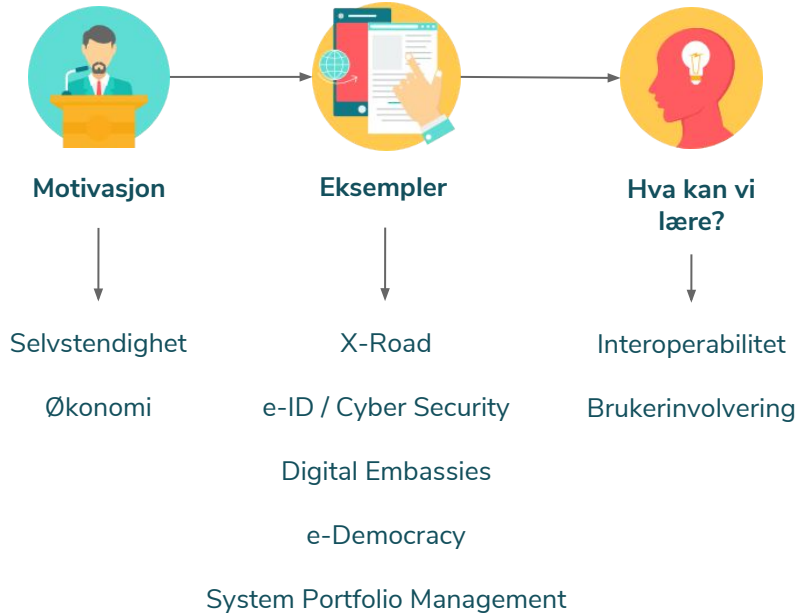 Motivasjon
Selvstendighet
Økonomi
Eksempler
X-Road
e-ID / Cyber Security
Digital Embassies
e-Democracy
System Portfolio Management
Hva kan vi
lære?
Interoperabilitet
Brukerinvolvering